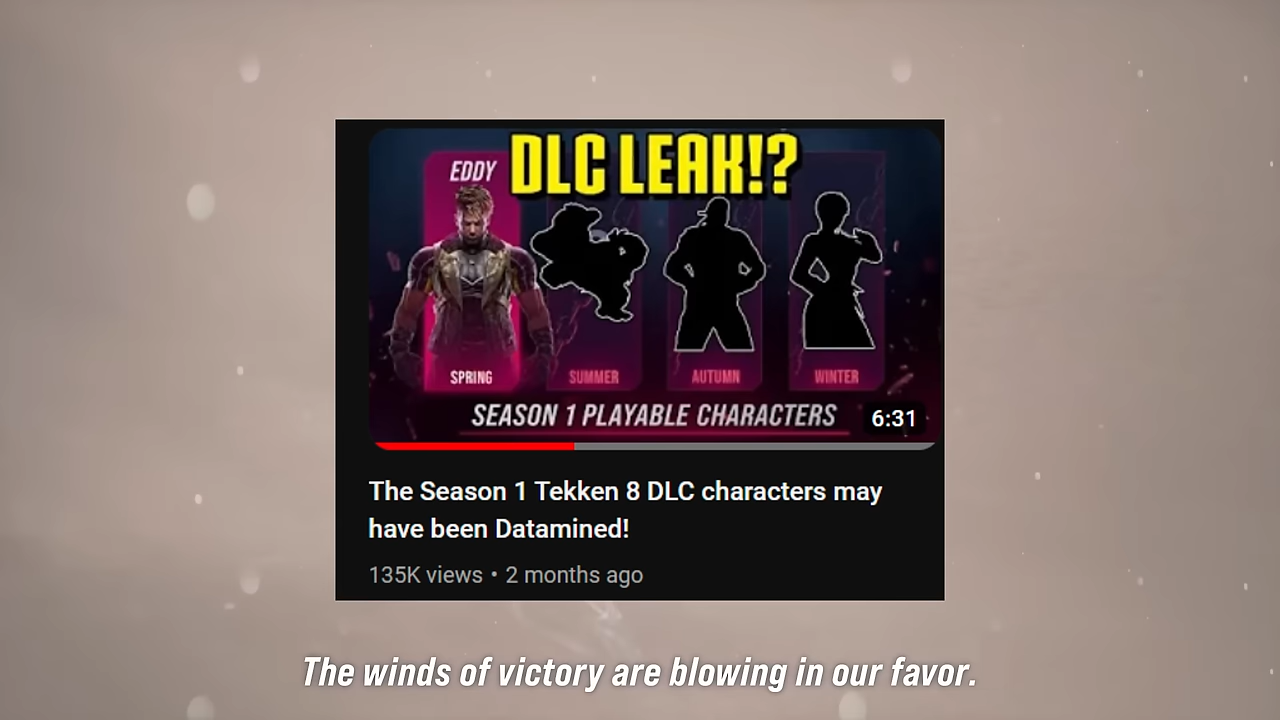 DLC LEAK!?
EDDY
SPRING
SUMMER
AUTUMN
WINTER
SEASON 1 PLAYABLE CHARACTERS
6:31
The Season 1 Tekken 8 DLC characters may
have been Datamined!
135K views • 2 months ago
The winds of victory are blowing in our favor.